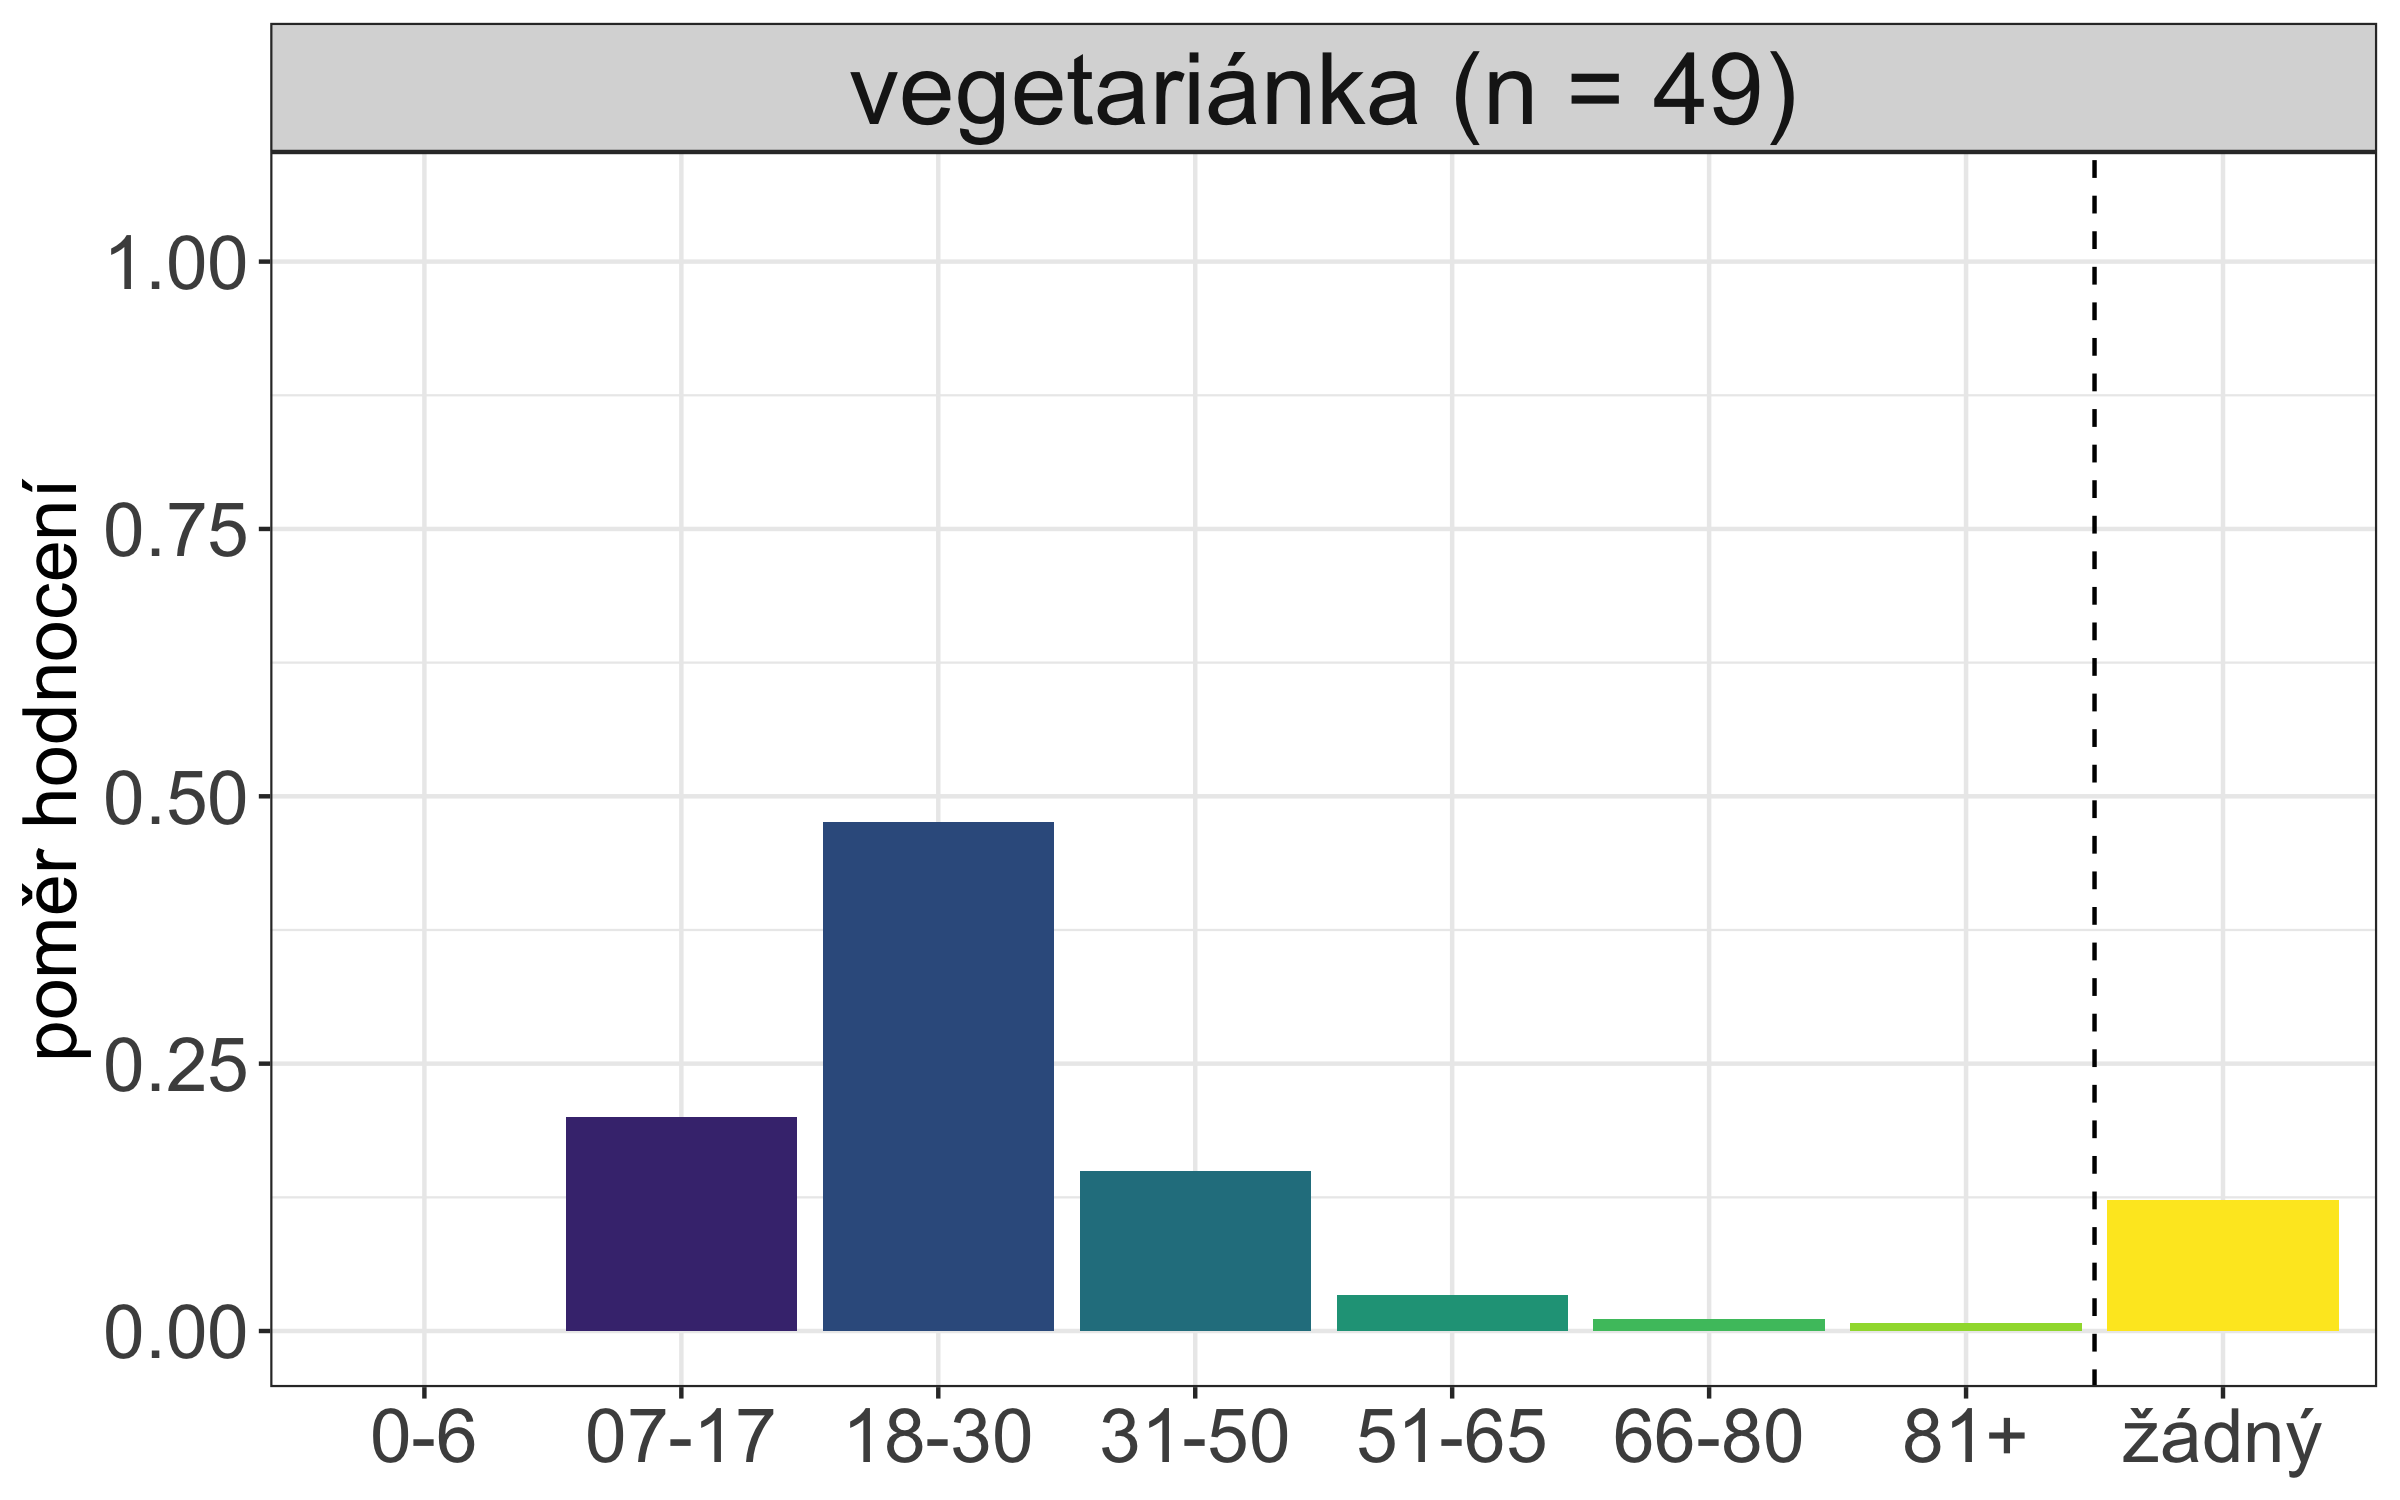 vegetariánka (n = 49)
poměr hodnocení
1.00
0.75
0.50
0.25
0.00
0-6 07-17 18-30 31-50 51-65 66-80 81+ žádný